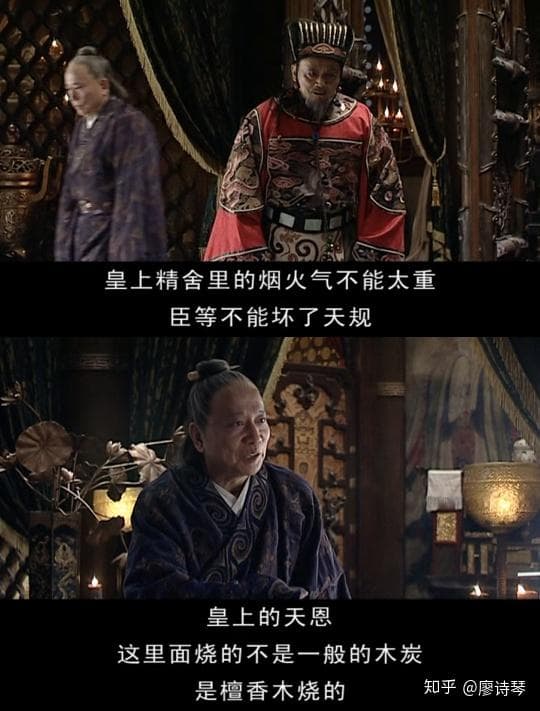 皇上精舍里的烟火气不能太重
臣等不能坏了天规
皇上的天恩
这里面烧的不是一般的木炭
是檀香木烧的
知乎 @廖诗琴